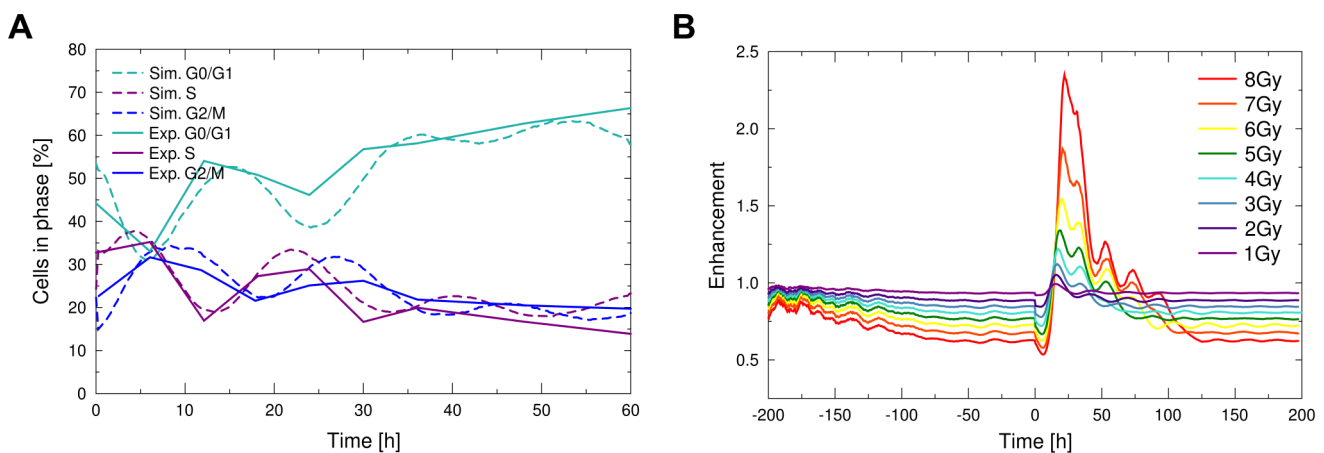 A
80
70
60
50
40
30
20
10
0
Cells in phase [%]
Sim. G0/G1
Sim. S
Sim. G2/M
Exp. G0/G1
Exp. S
Exp. G2/M
0 10 20 30 40 50 60
Time [h]
B
2.5
2.0
1.5
1.0
0.5
Enhancement
8Gy
7Gy
6Gy
5Gy
4Gy
3Gy
2Gy
1Gy
-200 -150 -100 -50 0 50 100 150 200
Time [h]